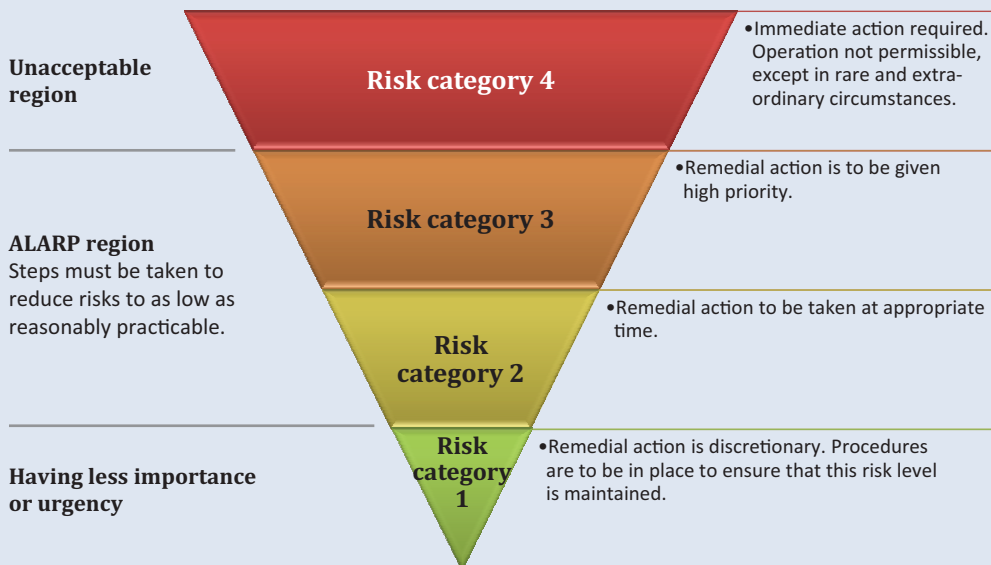 Unacceptable
region
Risk category 4
•Immediate action required.
Operation not permissible,
except in rare and extra-
ordinary circumstances.
ALARP region
Steps must be taken to
reduce risks to as low as
reasonably practicable.
Risk category 3
•Remedial action is to be given
high priority.
Risk
category 2
•Remedial action to be taken at appropriate
time.
Having less importance
or urgency
Risk
category
1
•Remedial action is discretionary. Procedures
are to be in place to ensure that this risk level
is maintained.